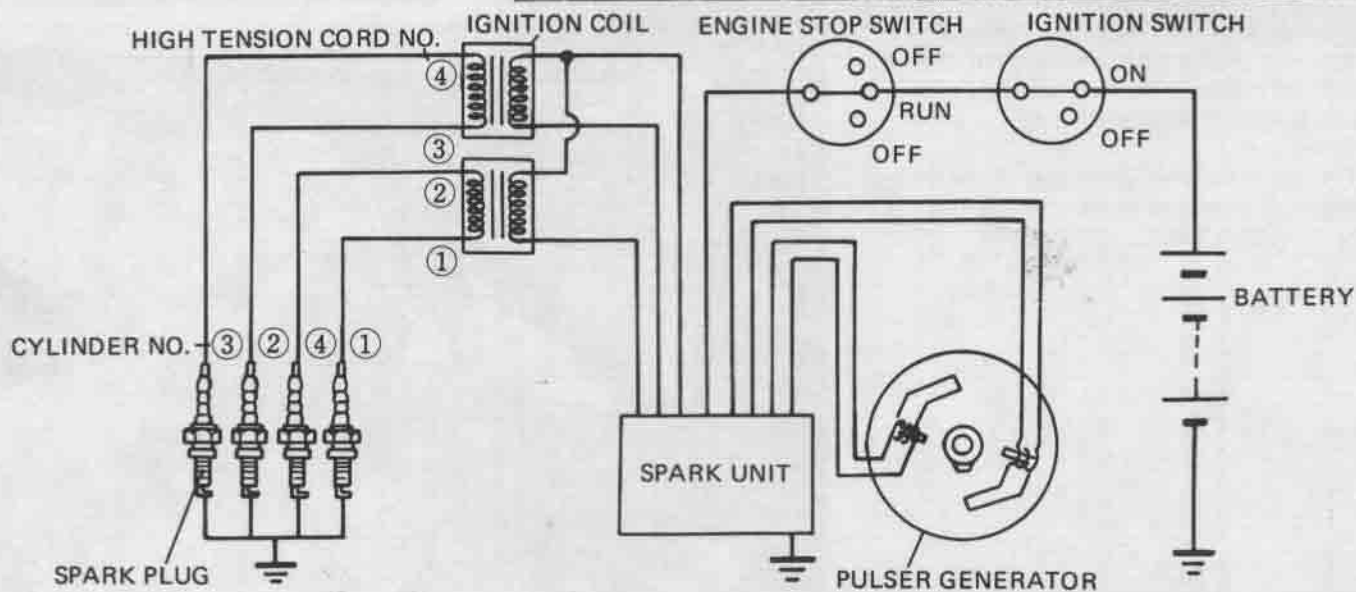 IGNITION COIL
ENGINE STOP SWITCH
IGNITION SWITCH
HIGH TENSION CORD NO.
④
③
②
①
OFF
RUN
OFF
ON
OFF
BATTERY
CYLINDER NO. ③ ② ④ ①
SPARK UNIT
SPARK PLUG
PULSER GENERATOR